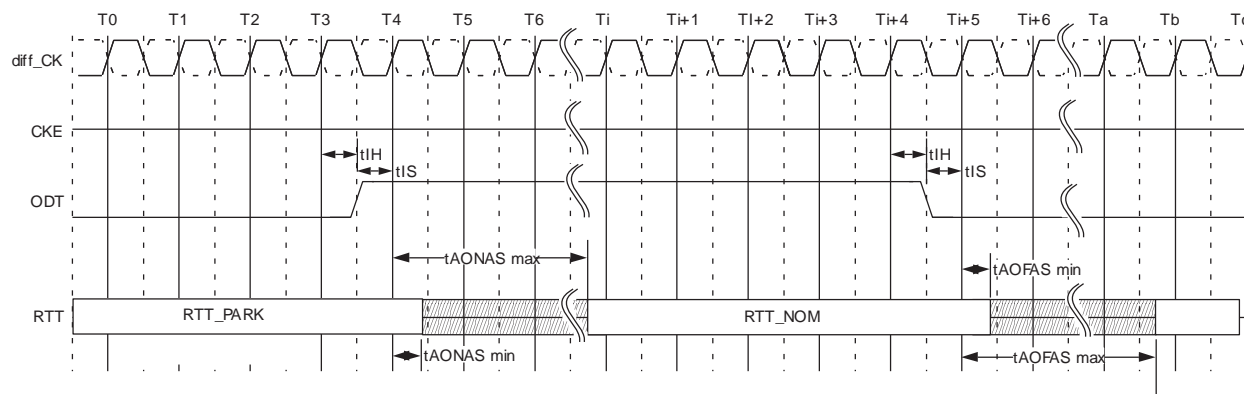 T0 T1 T2 T3 T4 T5 T6 Ti Ti+1 TI+2 Ti+3 Ti+4 Ti+5 Ti+6 Ta Tb
diff_CK
CKE
tIH tIH
tIS tIS
ODT
tAONAS max
tAOFAS min
RTT RTT_PARK RTT_NOM
tAONAS min tAOFAS max